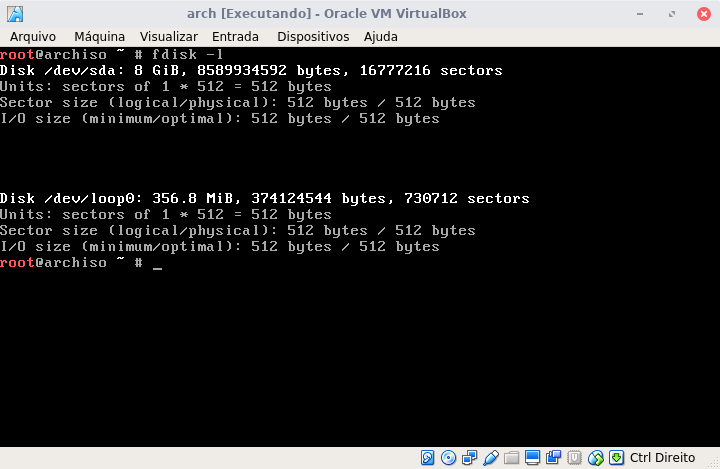 arch [Executando] - Oracle VM VirtualBox
Arquivo Máquina Visualizar Entrada Dispositivos Ajuda
root@archiso ~ # fdisk -l
Disk /dev/sda: 8 GiB, 8589934592 bytes, 16777216 sectors
Units: sectors of 1 * 512 = 512 bytes
Sector size (logical/physical): 512 bytes / 512 bytes
I/O size (minimum/optimal): 512 bytes / 512 bytes
Disk /dev/loop0: 356.8 MiB, 374124544 bytes, 730712 sectors
Units: sectors of 1 * 512 = 512 bytes
Sector size (logical/physical): 512 bytes / 512 bytes
I/O size (minimum/optimal): 512 bytes / 512 bytes
root@archiso ~ # _
Ctrl Direito